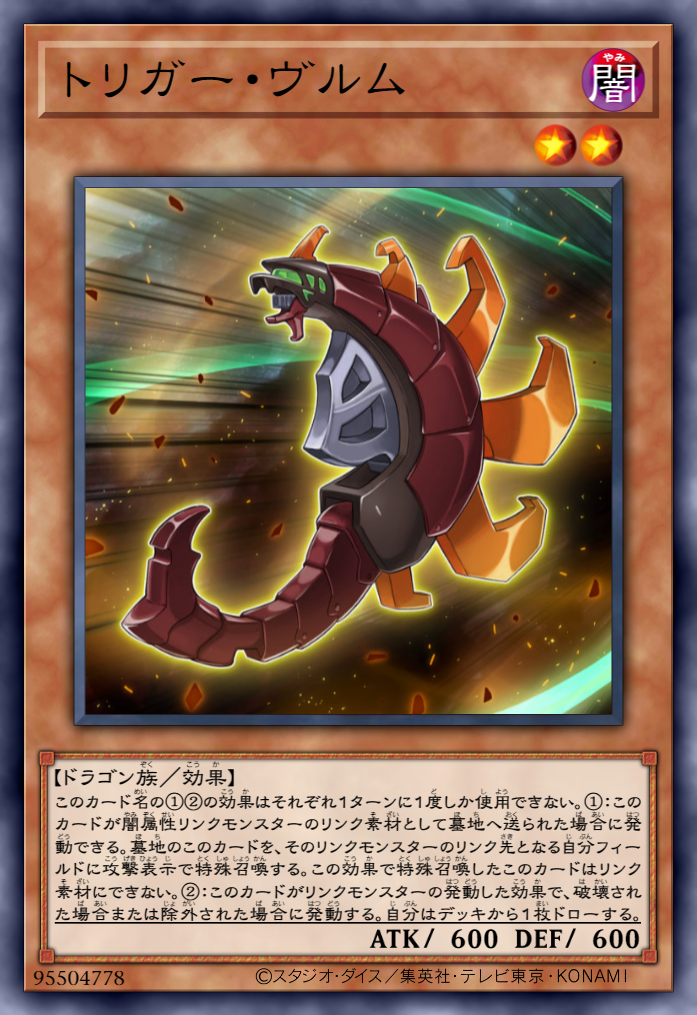 トリガー・ヴルム
闇
やみ
【ドラゴン族／効果】
このカード名の①②の効果はそれぞれ1ターンに1度しか使用できない。①：こ
のカードが闇属性リンクモンスターのリンク素材として墓地へ送られた場合に発
動できる。墓地のこのカードを、そのリンクモンスターのリンク先となる自分フィー
ルドに攻撃表示で特殊召喚する。この効果で特殊召喚したこのカードはリンク
素材にできない。②：このカードがリンクモンスターの発動した効果で、破壊され
た場合または除外された場合に発動する。自分はデッキから1枚ドローする。
ATK/ 600 DEF/ 600
95504778 ©スタジオ・ダイス／集英社・テレビ東京・KONAMI